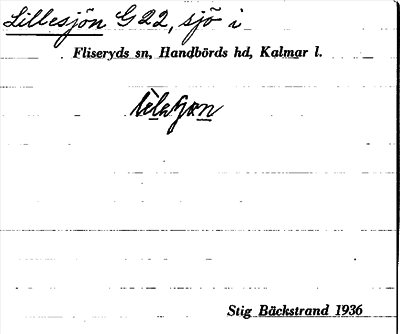 Lillesjön G22, sjö i
Fliseryds sn, Handbörds hd, Kalmar l.
Stig Bäckstrand 1936